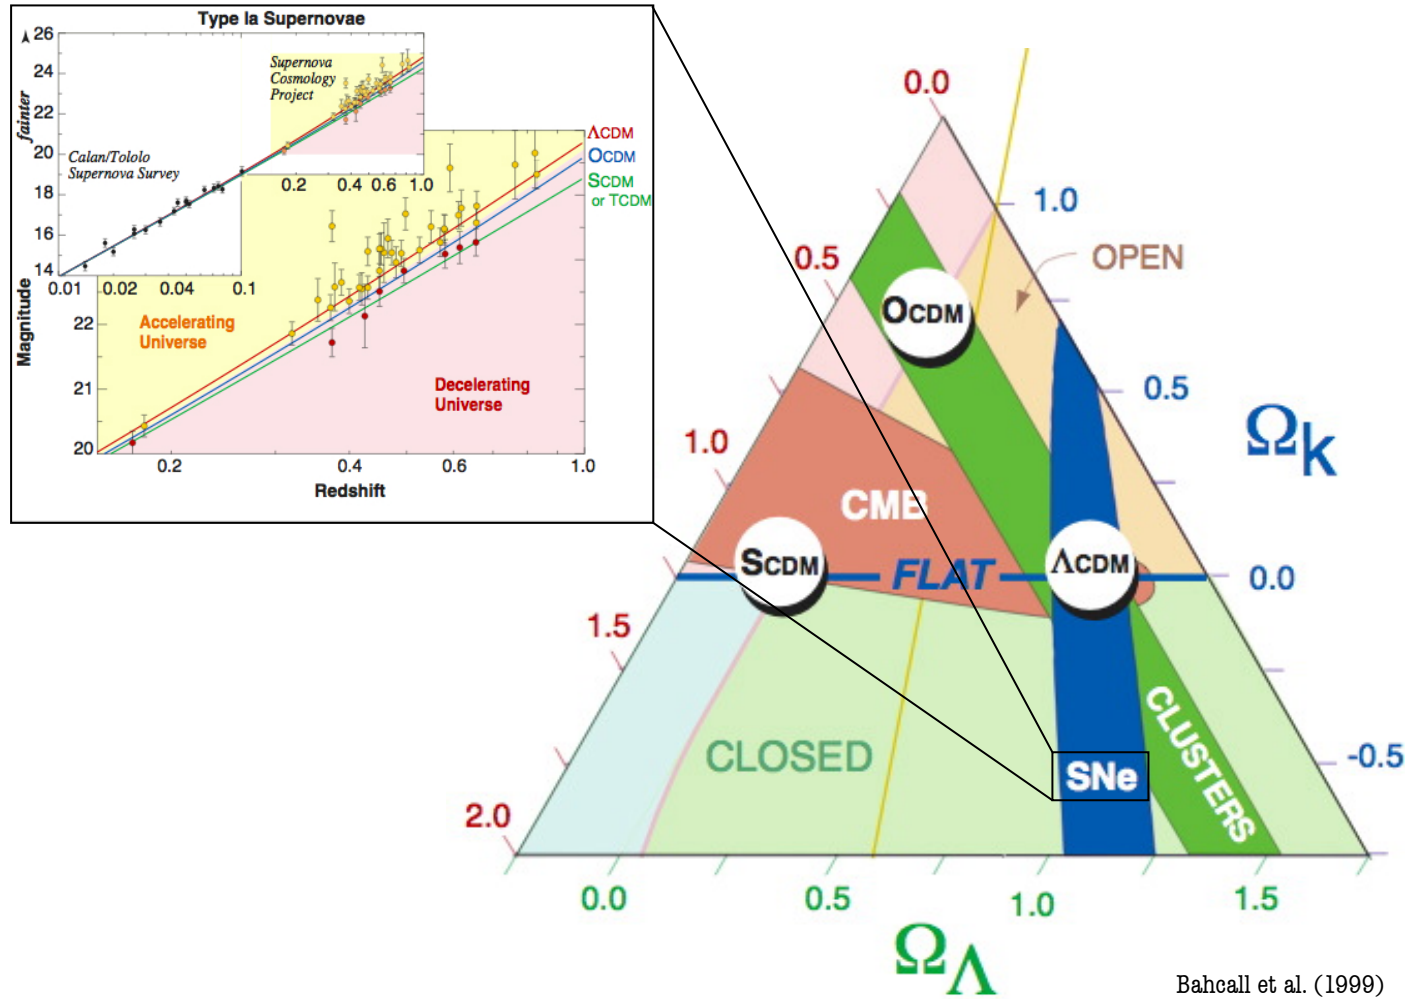 Type Ia Supernovae
26
24
22
20
18
16
14
fainter
Supernova
Cosmology
Project
Calan/Tololo
Supernova Survey
0.2
0.4
0.6
1.0
0.01
0.02
0.04
0.1
ΛCDM
OCDM
SCDM
or TCDM
Magnitude
22
21
20
Accelerating
Universe
Decelerating
Universe
0.2
0.4
0.6
1.0
Redshift
0.0
0.5
1.0
1.5
2.0
1.0
0.5
0.0
-0.5
Ωk
OPEN
OCDM
CMB
SCDM
FLAT
ΛCDM
CLOSED
SNe
CLUSTERS
0.0
0.5
1.0
1.5
ΩΛ
Bahcall et al. (1999)